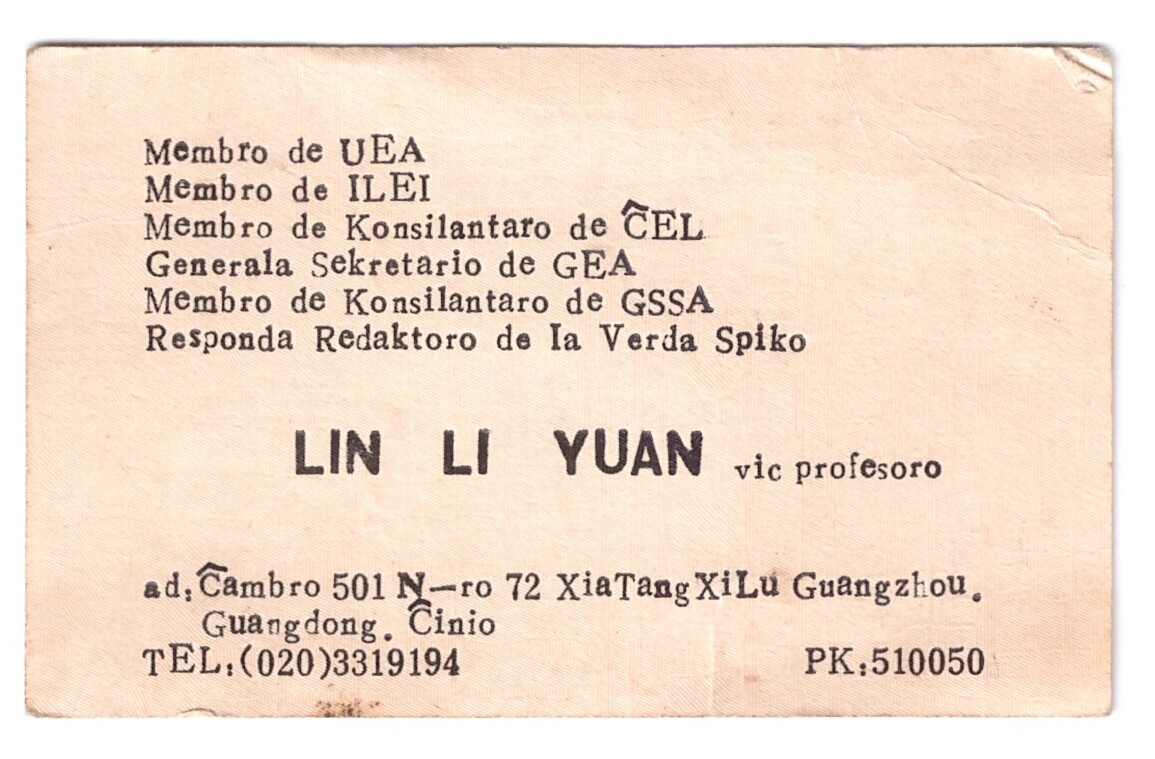 Membro de UEA
Membro de ILEI
Membro de Konsilantaro de ĈEL
Generala Sekretario de GEA
Membro de Konsilantaro de GSSA
Responda Redaktoro de la Verda Spiko
LIN LI YUAN vic profesoro
ad:Ĉambro 501 N—ro 72 XiaTangXiLu Guangzhou.
Guangdong. Ĉinio
TEL:(020)3319194 PK:510050